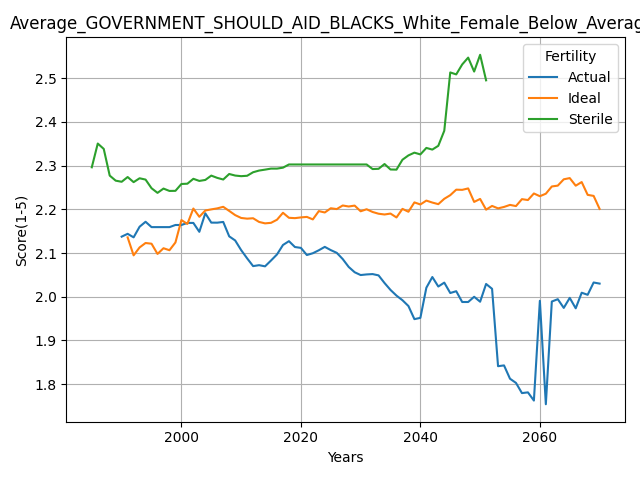 Average_GOVERNMENT_SHOULD_AID_BLACKS_White_Female_Below_Averag
Fertility
Actual
Ideal
Sterile
Score(1-5)
2.5
2.4
2.3
2.2
2.1
2.0
1.9
1.8
2000 2020 2040 2060
Years